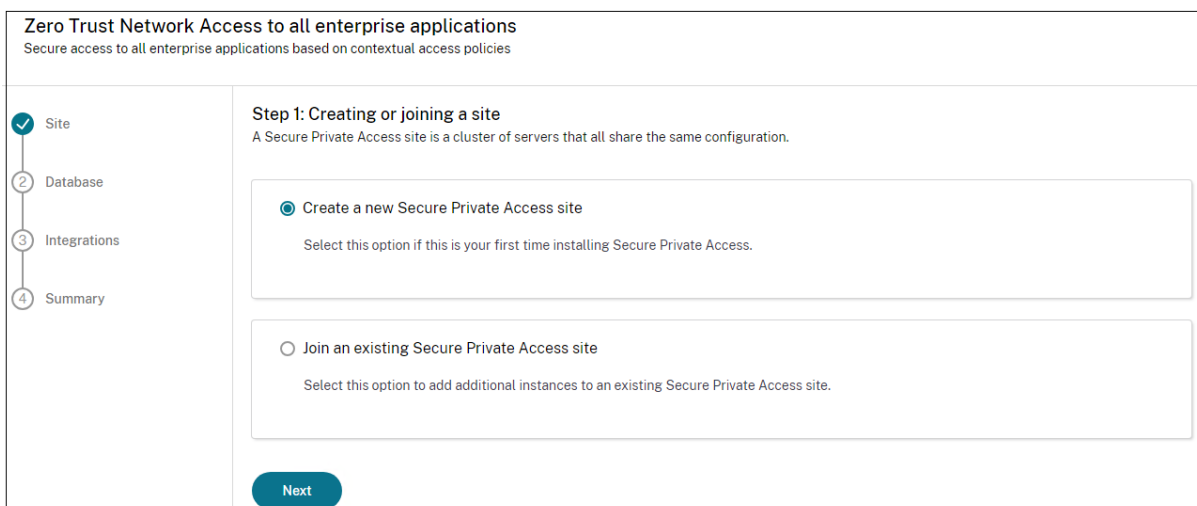 Zero Trust Network Access to all enterprise applications
Secure access to all enterprise applications based on contextual access policies
Site
2 Database
3 Integrations
4 Summary
Step 1: Creating or joining a site
A Secure Private Access site is a cluster of servers that all share the same configuration.
Create a new Secure Private Access site
Select this option if this is your first time installing Secure Private Access.
Join an existing Secure Private Access site
Select this option to add additional instances to an existing Secure Private Access site.
Next